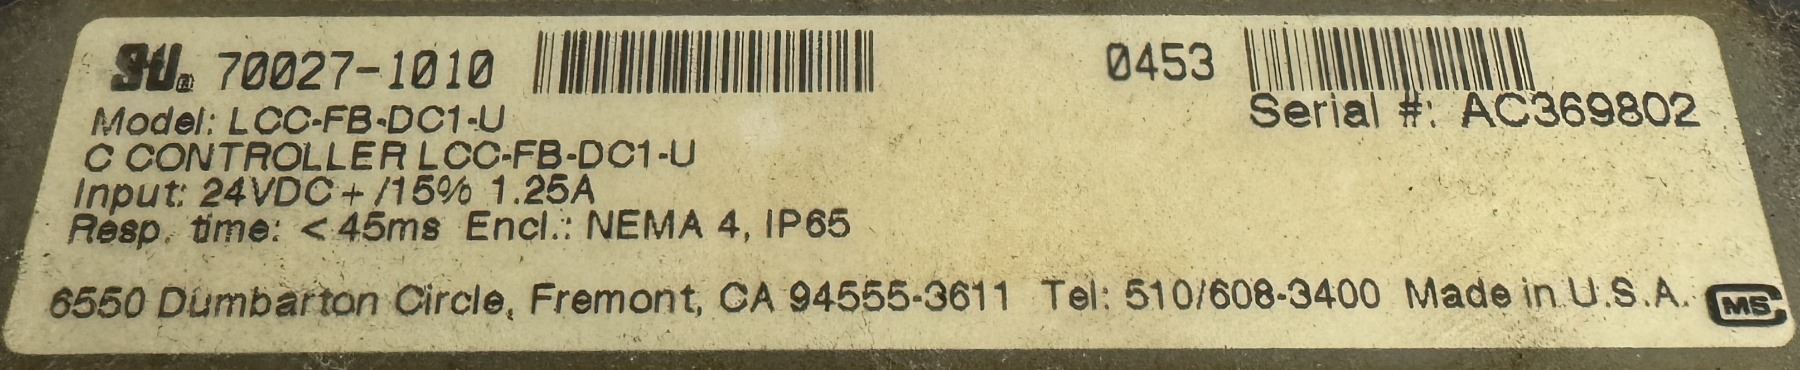 70027-1010 0453
Serial #: AC369802
Model: LCC-FB-DC1-U
C CONTROLLER LCC-FB-DC1-U
Input: 24VDC + /15% 1.25A
Resp. time: < 45ms Encl.: NEMA 4, IP65
6550 Dumbarton Circle, Fremont, CA 94555-3611 Tel: 510/608-3400 Made in U.S.A.
MS